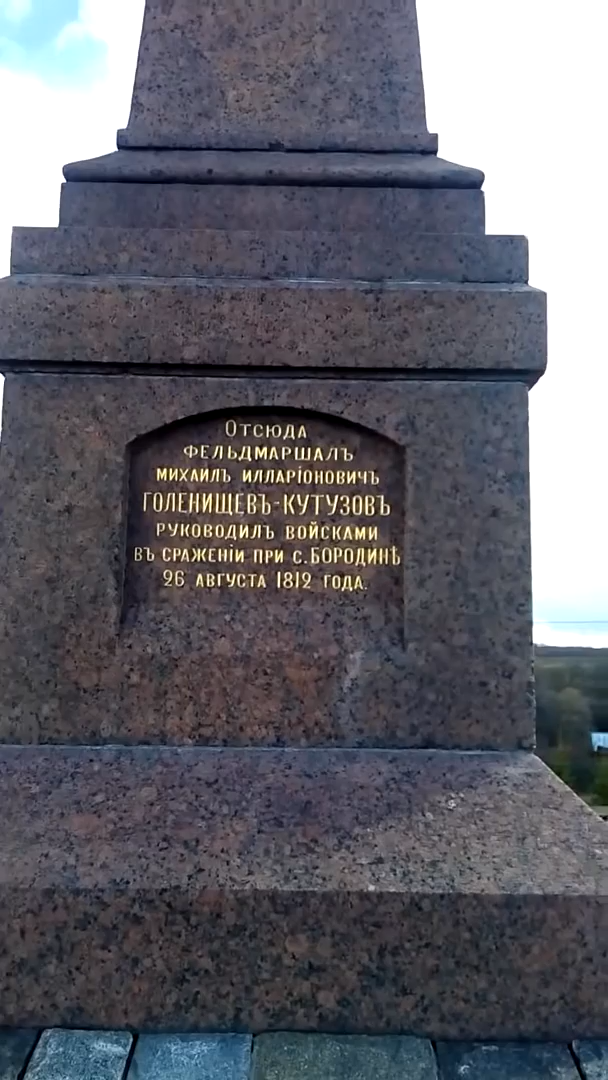 Отсюда
ФЕЛЬДМАРШАЛЪ
МИХАИЛЪ ИЛЛАРІОНОВИЧЪ
ГОЛЕНИЩЕВЪ-КУТУЗОВЪ
РУКОВОДИЛЪ ВОЙСКАМИ
ВЪ СРАЖЕНІИ ПРИ С. БОРОДИНѢ
26 АВГУСТА 1812 ГОДА.